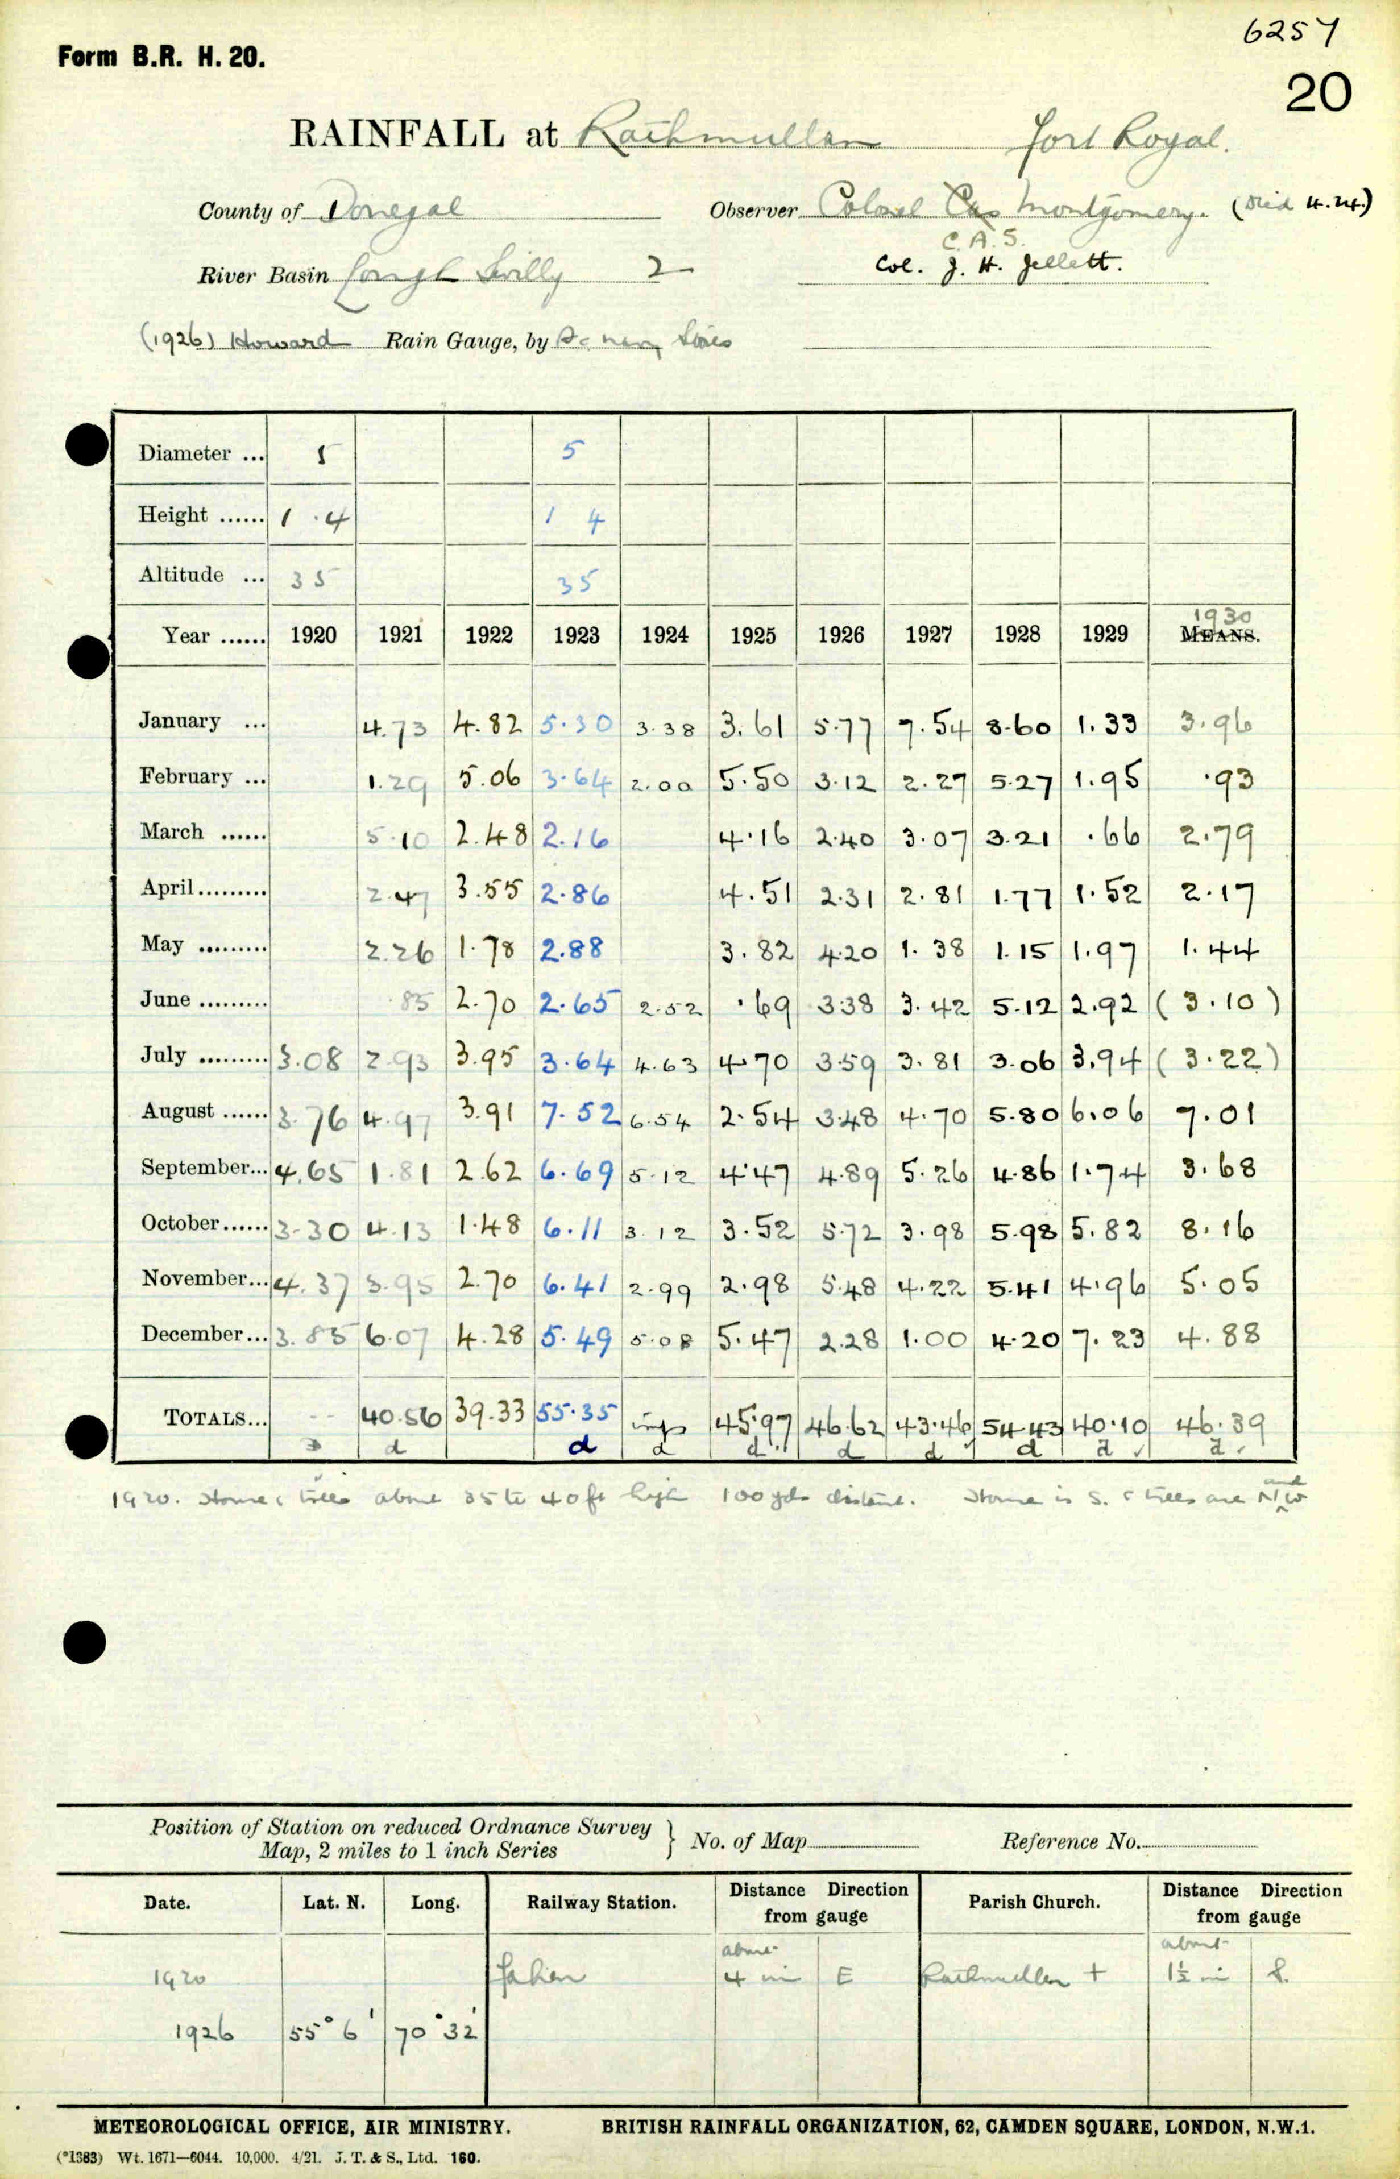 6257
Form B.R. H. 20.
20
RAINFALL at Rathmullen Fort Royal.
County of Donegal Observer Colonel Montgomery. (Died 4.24.)
C. A. S.
River Basin Lough Swilly 2 Col. J. H. Jellett.
(1926) Howard Rain Gauge, by
Diameter ... 5 5
Height ...... 1 .4 1 4
Altitude ... 35 35
1930
Year ...... 1920 1921 1922 1923 1924 1925 1926 1927 1928 1929 MEANS.
January ... 4.73 4.82 5.30 3.38 3.61 5.77 7.54 8.60 1.33 3.96
February ... 1.29 5.06 3.64 2.00 5.50 3.12 2.27 5.27 1.95 .93
March ...... 5.10 2.48 2.16 4.16 2.40 3.07 3.21 .66 2.79
April......... 2.47 3.55 2.86 4.51 2.31 2.81 1.77 1.52 2.17
May ......... 2.26 1.78 2.88 3.82 4.20 1.38 1.15 1.97 1.44
June ......... .85 2.70 2.65 2.52 .69 3.38 3.42 5.12 2.92 (3.10)
July ......... 3.08 2.93 3.95 3.64 4.63 4.70 3.59 3.81 3.06 3.94 (3.22)
August ...... 3.76 4.97 3.91 7.52 6.54 2.54 3.48 4.70 5.80 6.06 7.01
September... 4.65 1.81 2.62 6.69 5.12 4.47 4.89 5.26 4.86 1.74 3.68
October...... 3.30 4.13 1.48 6.11 3.12 3.52 5.72 3.98 5.98 5.82 8.16
November... 4.37 3.95 2.70 6.41 2.99 2.98 5.48 4.22 5.41 4.96 5.05
December... 3.85 6.07 4.28 5.49 5.08 5.47 2.28 1.00 4.20 7.23 4.88
TOTALS... -- 40.56 39.33 55.35 imp 45.97 46.62 43.46 54.43 40.10 46.39
d d d d d d d d d
1920. House & trees about 35 to 40 ft high 100 yds distant. House is S. & trees are N and W
Position of Station on reduced Ordnance Survey
Map, 2 miles to 1 inch Series } No. of Map Reference No.
Date. Lat. N. Long. Railway Station. Distance Direction from gauge Parish Church. Distance Direction from gauge
1920 Fahan about 4 mi E Rathmullen + about 1½ mi S.
1926 55° 6' 70° 32'
METEOROLOGICAL OFFICE, AIR MINISTRY. BRITISH RAINFALL ORGANIZATION, 62, CAMDEN SQUARE, LONDON, N.W.1.
(*1383) Wt. 1671—6044. 10,000. 4/21. J. T. & S., Ltd. 160.